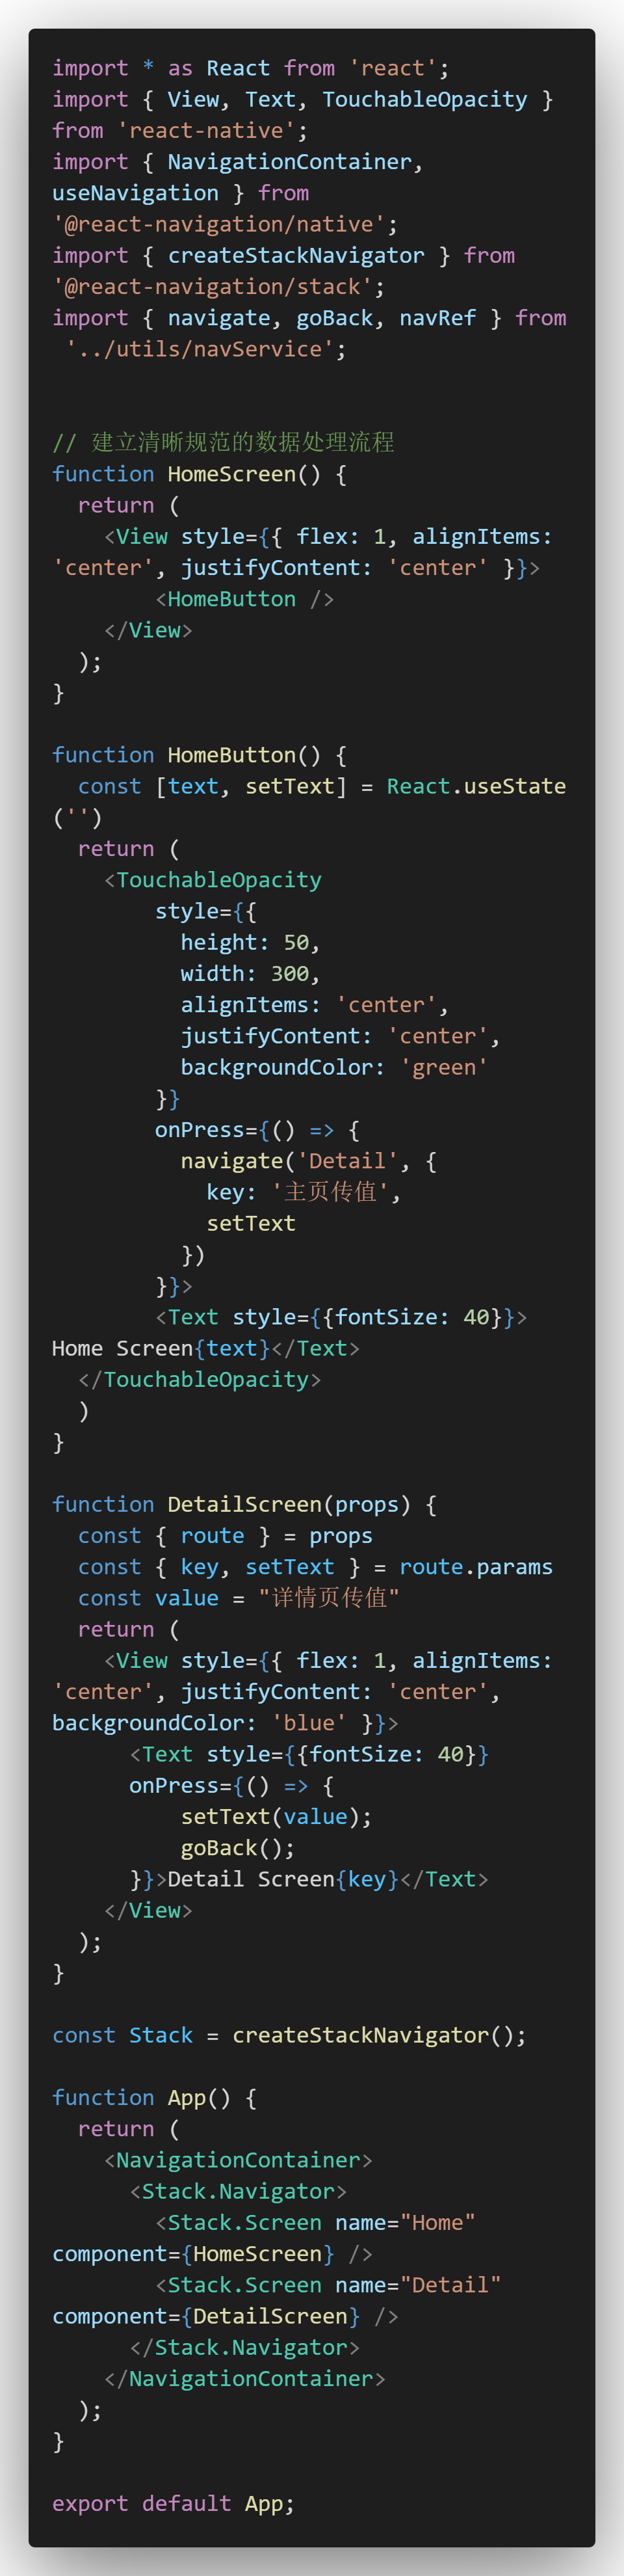 import * as React from 'react';
import { View, Text, TouchableOpacity }
from 'react-native';
import { NavigationContainer,
useNavigation } from
'@react-navigation/native';
import { createStackNavigator } from
'@react-navigation/stack';
import { navigate, goBack, navRef } from
 '../utils/navService';


// 建立清晰规范的数据处理流程
function HomeScreen() {
  return (
    <View style={{ flex: 1, alignItems:
'center', justifyContent: 'center' }}>
        <HomeButton />
    </View>
  );
}

function HomeButton() {
  const [text, setText] = React.useState
('')
  return (
    <TouchableOpacity
        style={{
          height: 50,
          width: 300,
          alignItems: 'center',
          justifyContent: 'center',
          backgroundColor: 'green'
        }}
        onPress={() => {
          navigate('Detail', {
            key: '主页传值',
            setText
          })
        }}>
        <Text style={{fontSize: 40}}>
Home Screen{text}</Text>
  </TouchableOpacity>
  )
}

function DetailScreen(props) {
  const { route } = props
  const { key, setText } = route.params
  const value = "详情页传值"
  return (
    <View style={{ flex: 1, alignItems:
'center', justifyContent: 'center',
backgroundColor: 'blue' }}>
      <Text style={{fontSize: 40}}
      onPress={() => {
          setText(value);
          goBack();
      }}>Detail Screen{key}</Text>
    </View>
  );
}

const Stack = createStackNavigator();

function App() {
  return (
    <NavigationContainer>
      <Stack.Navigator>
        <Stack.Screen name="Home"
component={HomeScreen} />
        <Stack.Screen name="Detail"
component={DetailScreen} />
      </Stack.Navigator>
    </NavigationContainer>
  );
}

export default App;